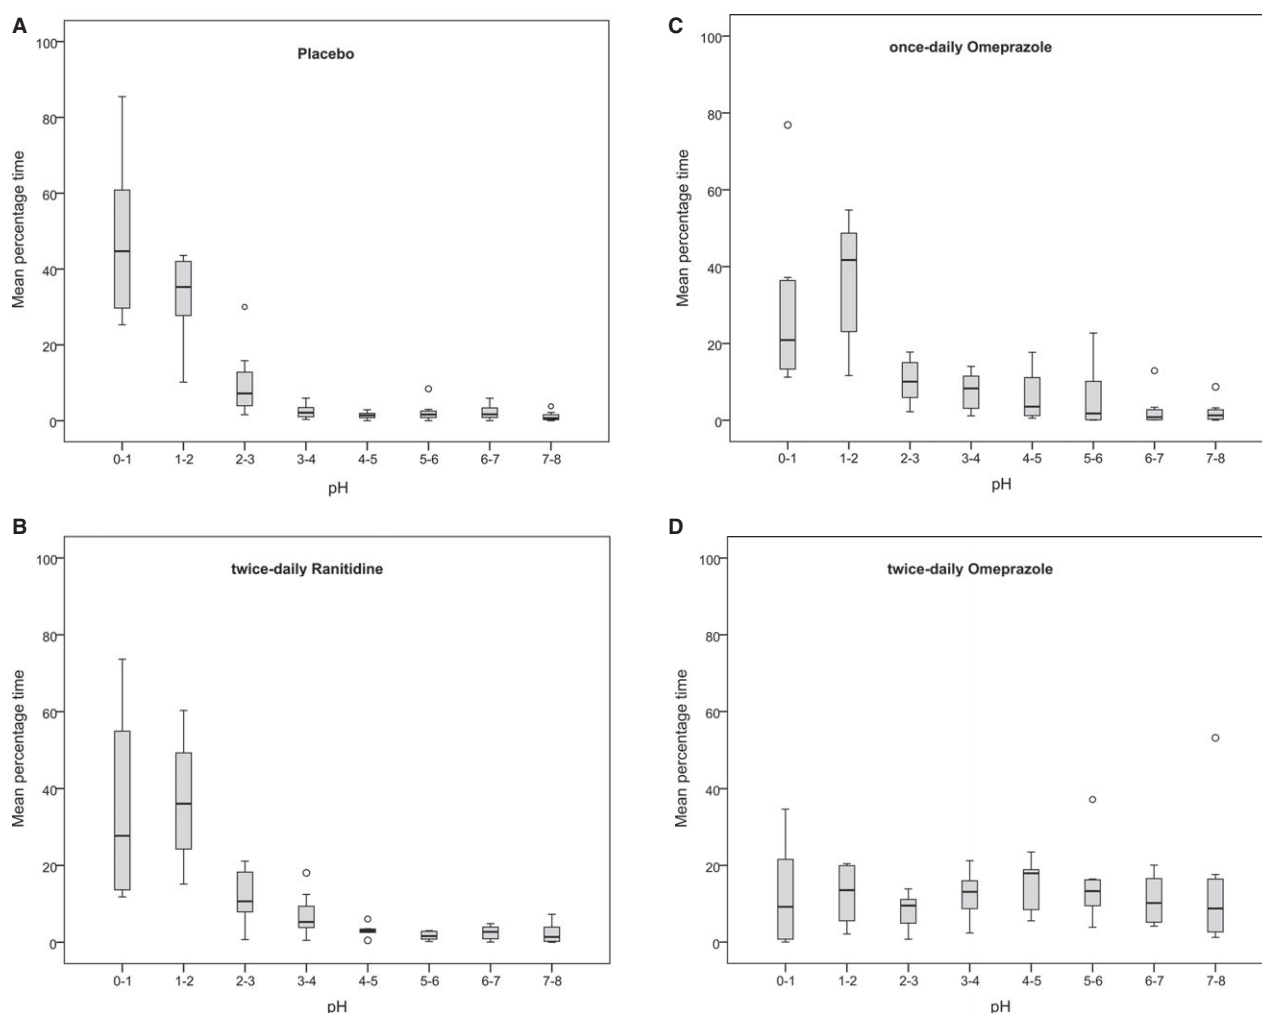 A
Placebo
Mean percentage time
100
80
60
40
20
0
0-1 1-2 2-3 3-4 4-5 5-6 6-7 7-8
pH
C
once-daily Omeprazole
Mean percentage time
100
80
60
40
20
0
0-1 1-2 2-3 3-4 4-5 5-6 6-7 7-8
pH
B
twice-daily Ranitidine
Mean percentage time
100
80
60
40
20
0
0-1 1-2 2-3 3-4 4-5 5-6 6-7 7-8
pH
D
twice-daily Omeprazole
Mean percentage time
100
80
60
40
20
0
0-1 1-2 2-3 3-4 4-5 5-6 6-7 7-8
pH